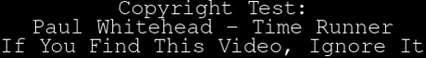 Copyright Test:
Paul Whitehead - Time Runner
If You Find This Video, Ignore It